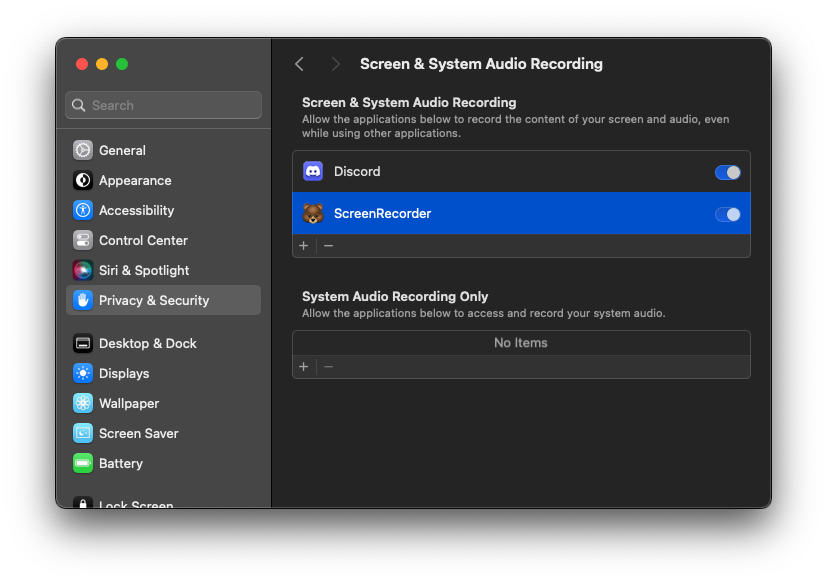 Search
General
Appearance
Accessibility
Control Center
Siri & Spotlight
Privacy & Security
Desktop & Dock
Displays
Wallpaper
Screen Saver
Battery
Lock Screen
Screen & System Audio Recording
Screen & System Audio Recording
Allow the applications below to record the content of your screen and audio, even
while using other applications.
Discord
ScreenRecorder
System Audio Recording Only
Allow the applications below to access and record your system audio.
No Items